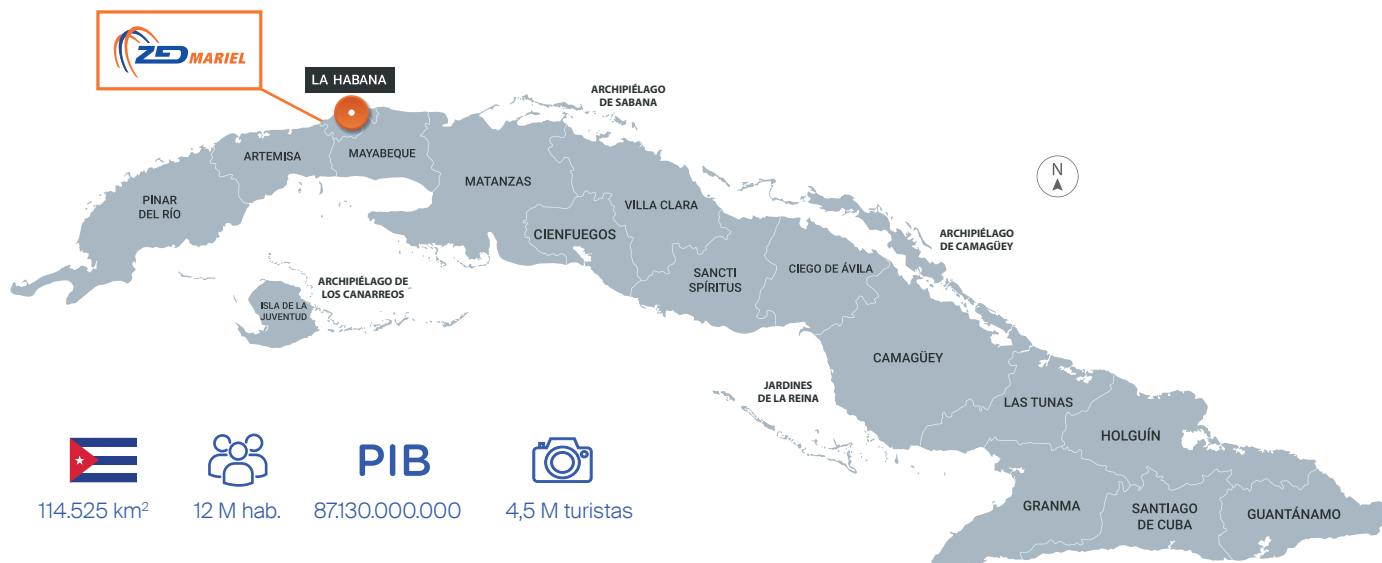 ZED MARIEL
LA HABANA
ARCHIPIÉLAGO
DE SABANA
ARTEMISA
MAYABEQUE
MATANZAS
N
PINAR
DEL RÍO
VILLA CLARA
CIENFUEGOS
ARCHIPIÉLAGO
DE CAMAGÜEY
SANCTI
SPÍRITUS
CIEGO DE ÁVILA
ARCHIPIÉLAGO DE
LOS CANARREOS
ISLA DE LA
JUVENTUD
CAMAGÜEY
JARDINES
DE LA REINA
LAS TUNAS
HOLGUÍN
GRANMA
SANTIAGO
DE CUBA
GUANTÁNAMO
PIB
114.525 km²
12 M hab.
87.130.000.000
4,5 M turistas